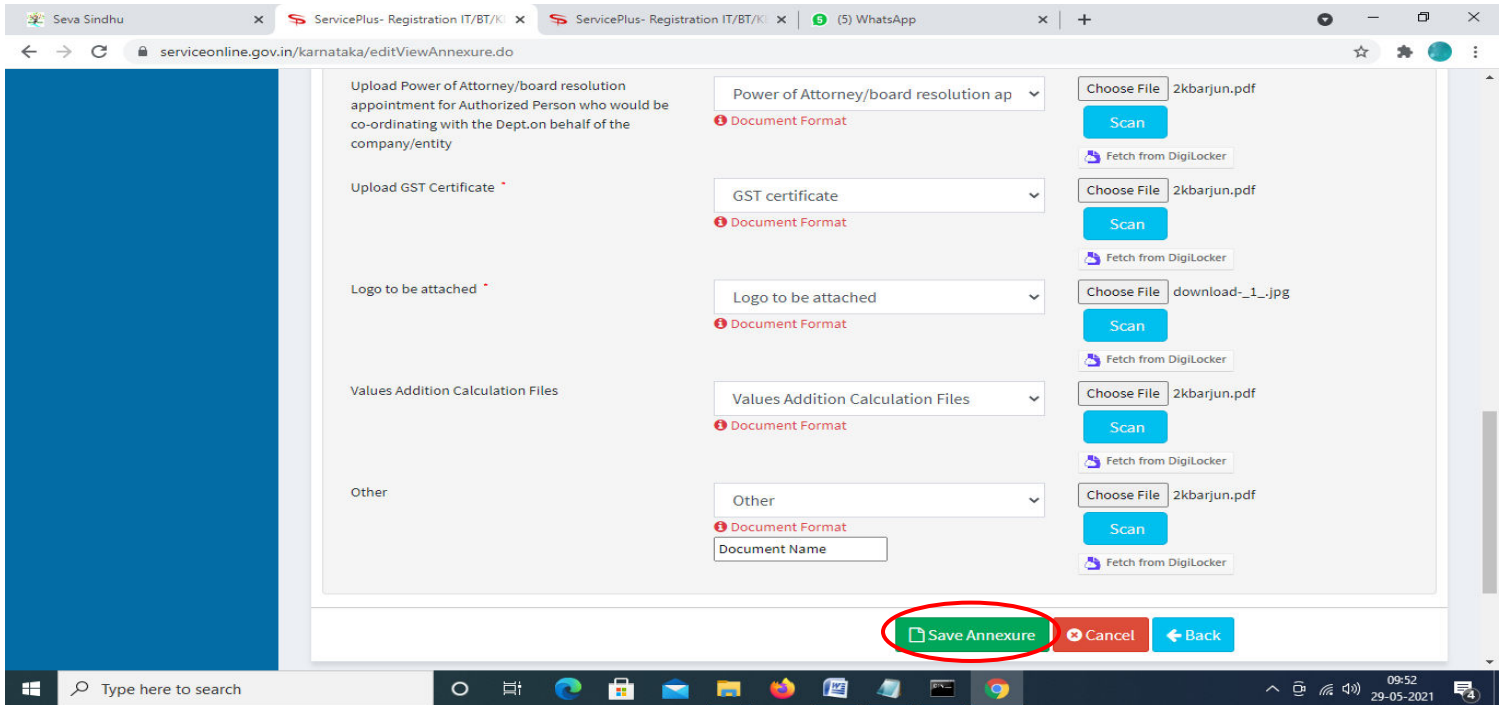 Seva Sindhu
ServicePlus- Registration IT/BT/K
ServicePlus- Registration IT/BT/K
(5) WhatsApp
serviceonline.gov.in/karnataka/editViewAnnexure.do
Upload Power of Attorney/board resolution
appointment for Authorized Person who would be
co-ordinating with the Dept.on behalf of the
company/entity
Power of Attorney/board resolution ap
Document Format
Choose File 2kbarjun.pdf
Scan
Fetch from DigiLocker
Upload GST Certificate *
GST certificate
Document Format
Choose File 2kbarjun.pdf
Scan
Fetch from DigiLocker
Logo to be attached *
Logo to be attached
Document Format
Choose File download-_1_.jpg
Scan
Fetch from DigiLocker
Values Addition Calculation Files
Values Addition Calculation Files
Document Format
Choose File 2kbarjun.pdf
Scan
Fetch from DigiLocker
Other
Other
Document Format
Document Name
Choose File 2kbarjun.pdf
Scan
Fetch from DigiLocker
Save Annexure
Cancel
Back
Type here to search
09:52
29-05-2021
4